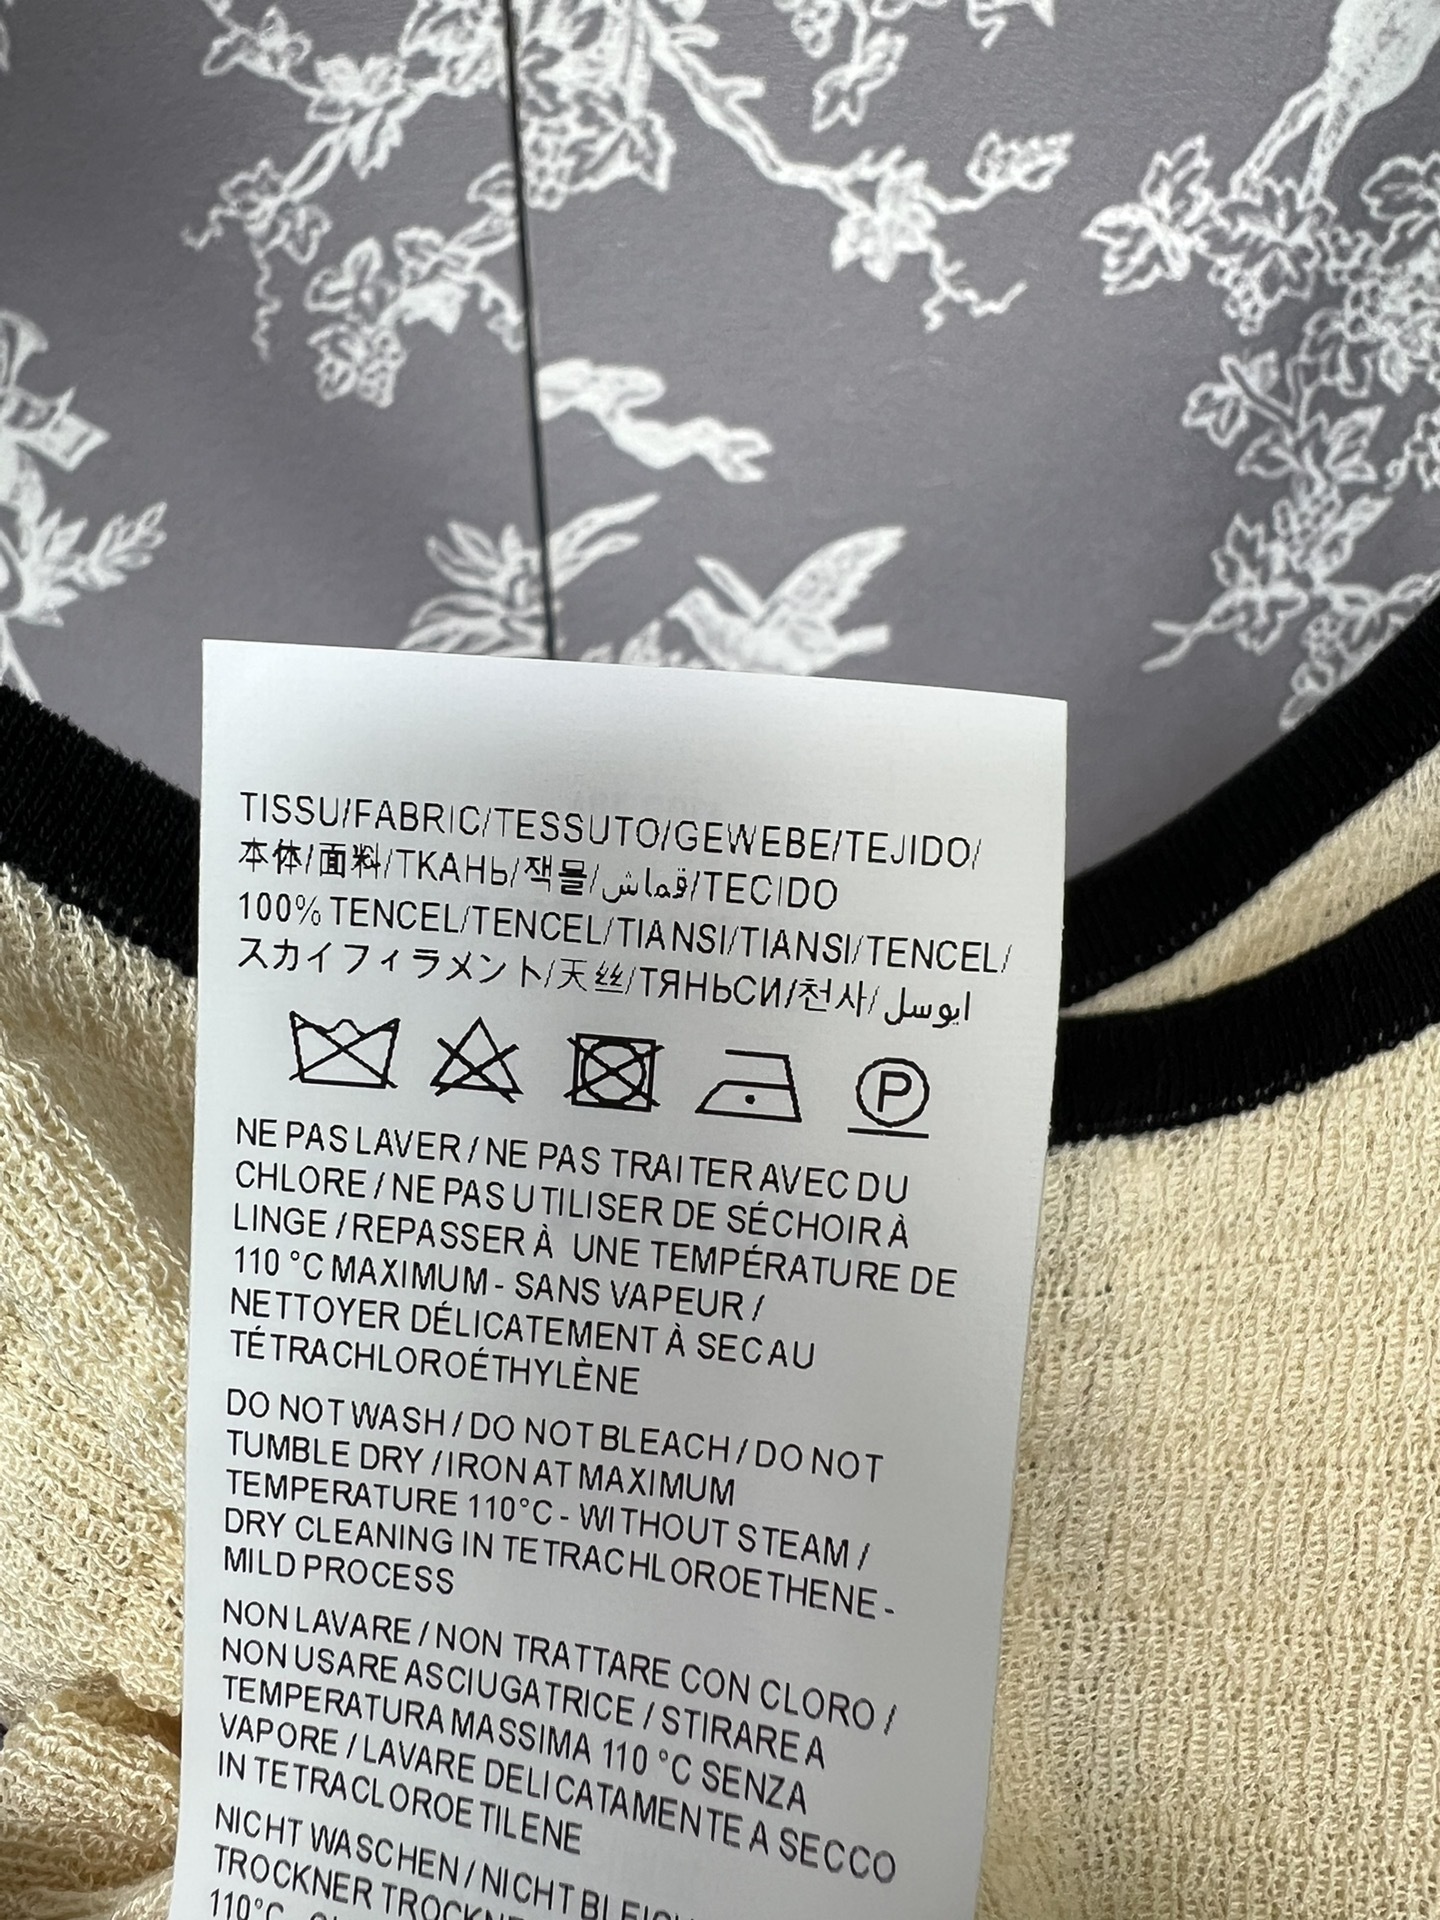 TISSU/FABRIC/TESSUTO/GEWEBE/TEJIDO/
本体/面料/ТКАНЬ/잭물/قماش/TECIDO
100% TENCEL/TENCEL/TIANSI/TIANSI/TENCEL/
スカイフィラメント/天丝/ТЯНЬСИ/천사/ايوسل
P
NE PAS LAVER / NE PAS TRAITER AVEC DU
CHLORE / NE PAS UTILISER DE SÉCHOIR À
LINGE / REPASSER À UNE TEMPÉRATURE DE
110 °C MAXIMUM - SANS VAPEUR /
NETTOYER DÉLICATEMENT À SEC AU
TÉTRACHLOROÉTHYLÈNE
DO NOT WASH / DO NOT BLEACH / DO NOT
TUMBLE DRY / IRON AT MAXIMUM
TEMPERATURE 110°C - WITHOUT STEAM /
DRY CLEANING IN TETRACHLOROETHENE -
MILD PROCESS
NON LAVARE / NON TRATTARE CON CLORO /
NON USARE ASCIUGATRICE / STIRARE A
TEMPERATURA MASSIMA 110 °C SENZA
VAPORE / LAVARE DELICATAMENTE A SECCO
IN TETRACLOROETILENE
NICHT WASCHEN / NICHT
TROCKNER
110°C